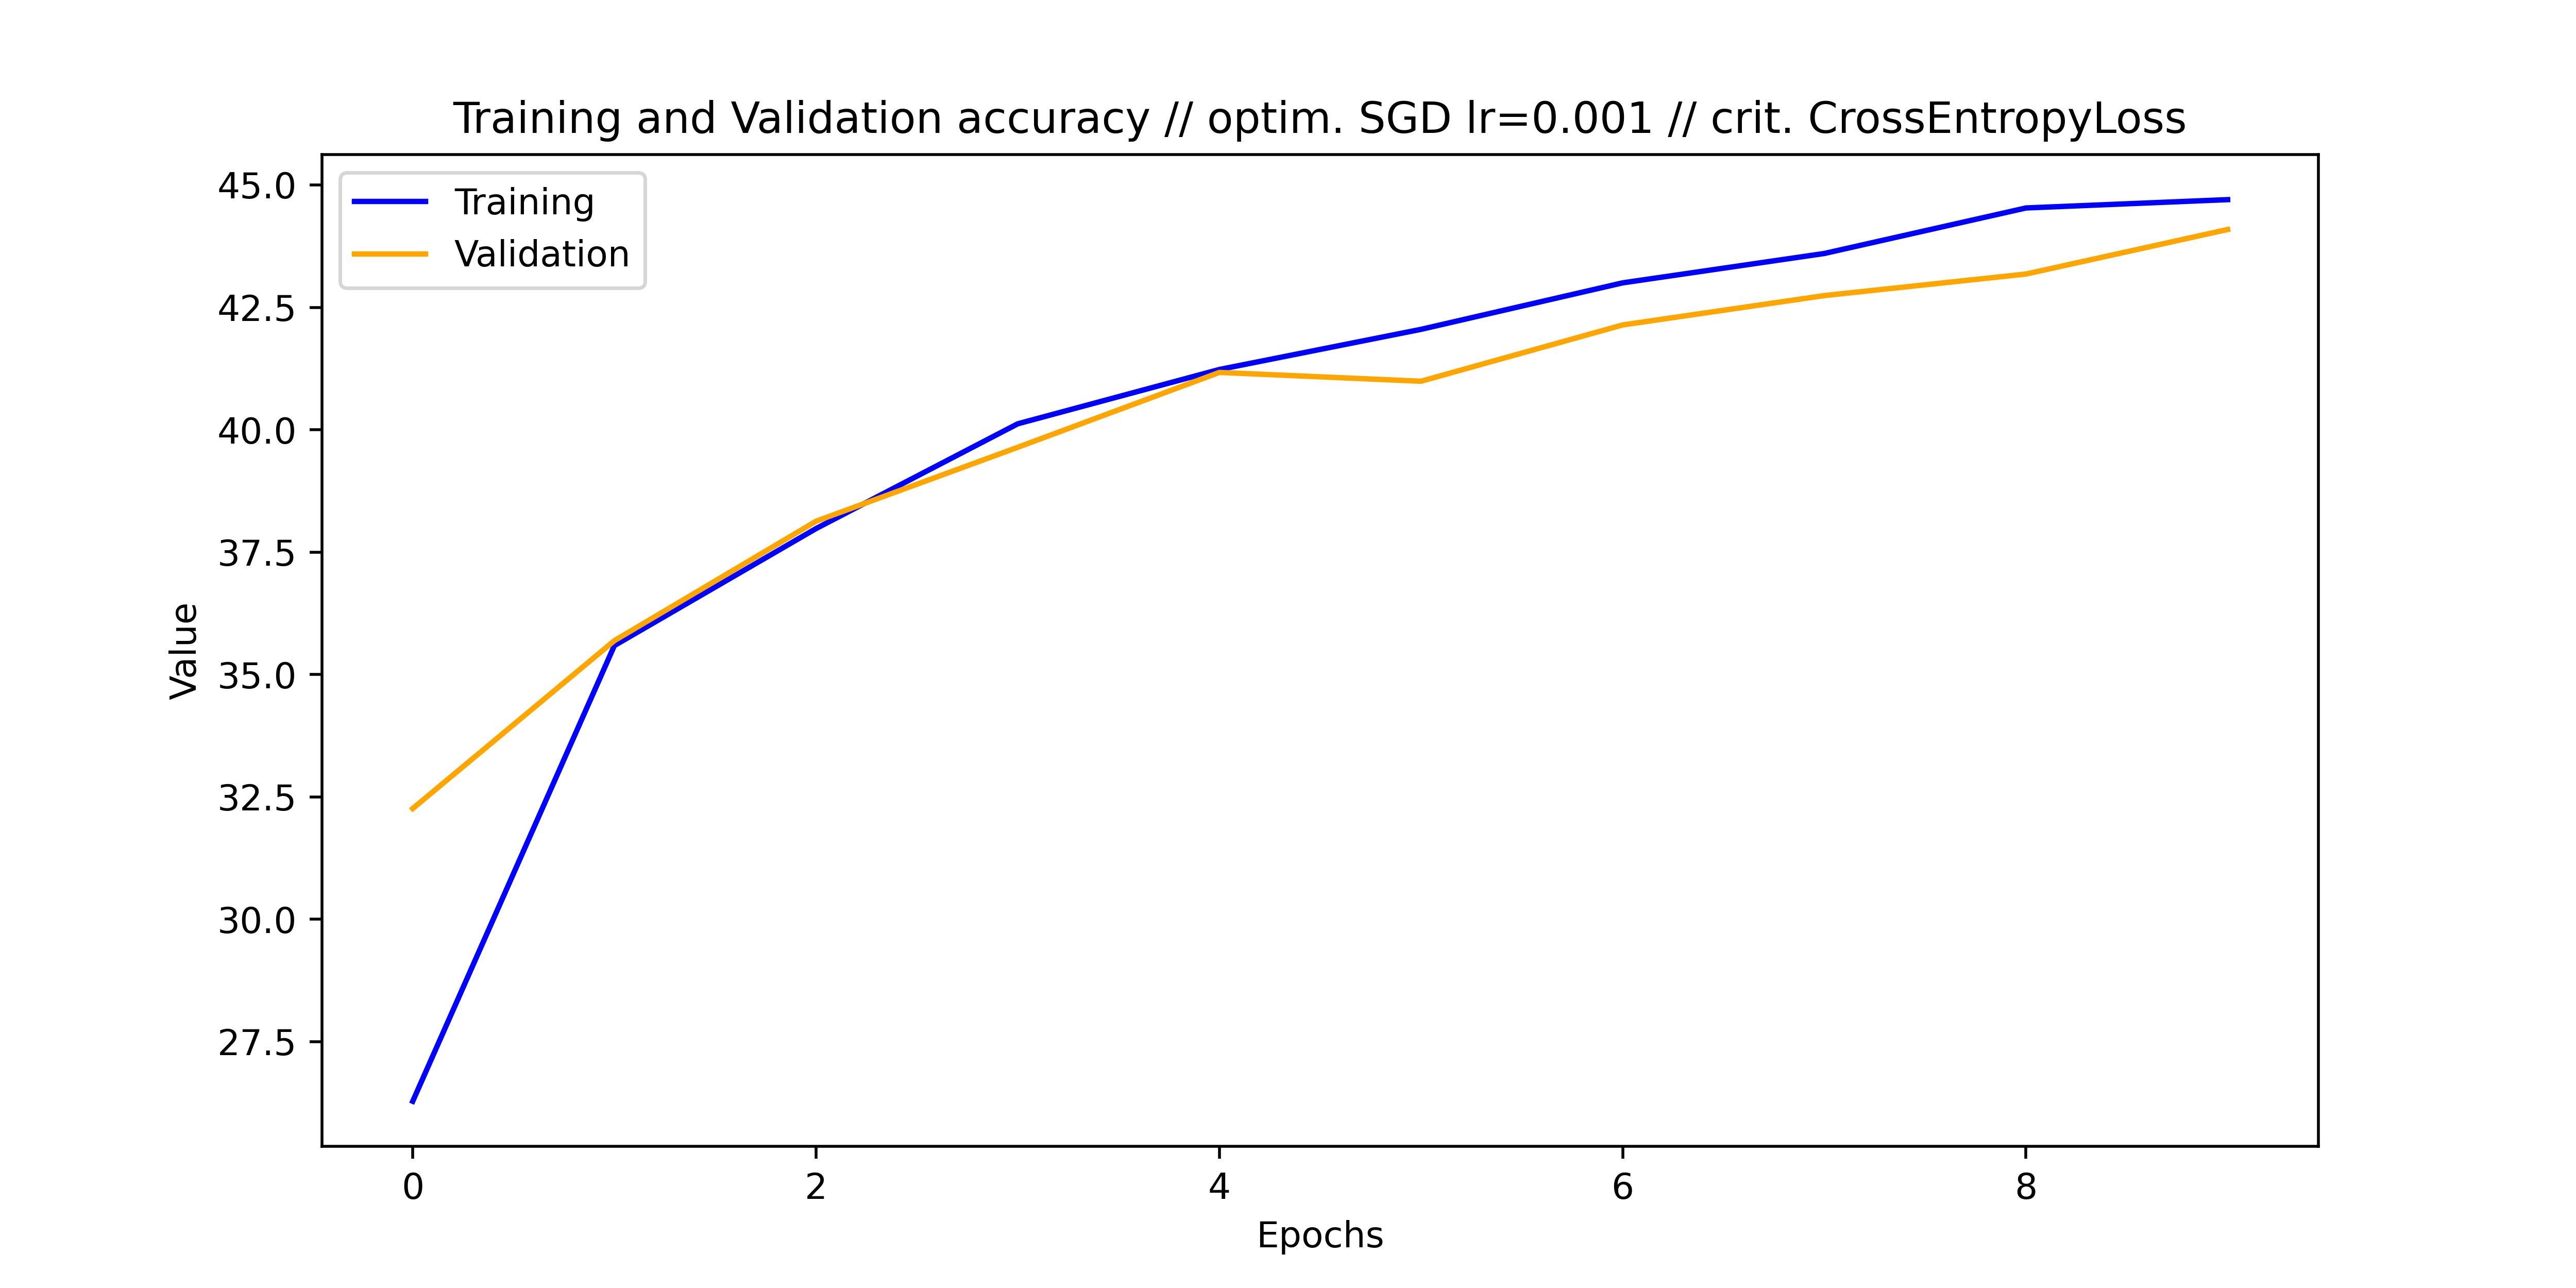 Training and Validation accuracy // optim. SGD lr=0.001 // crit. CrossEntropyLoss
Training
Validation
45.0
42.5
40.0
37.5
35.0
32.5
30.0
27.5
Value
0 2 4 6 8
Epochs